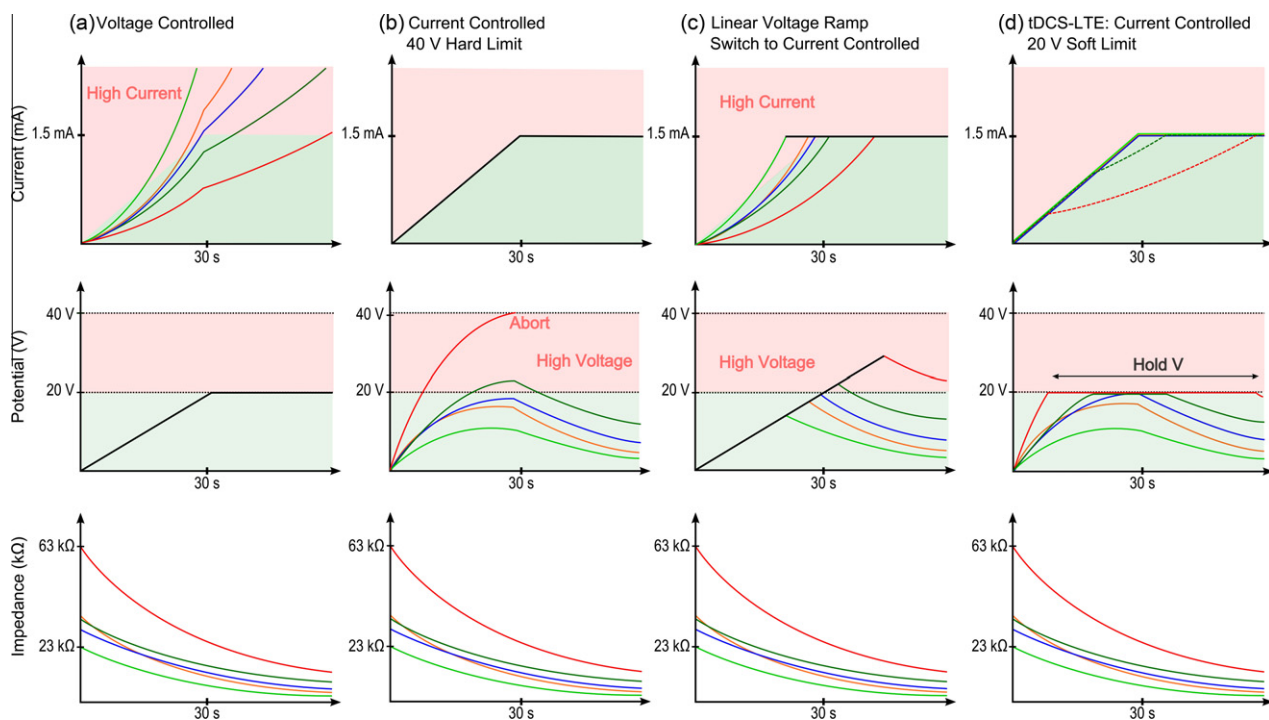 (a) Voltage Controlled
(b) Current Controlled
40 V Hard Limit
(c) Linear Voltage Ramp
Switch to Current Controlled
(d) tDCS-LTE: Current Controlled
20 V Soft Limit
Current (mA)
High Current
1.5 mA
30 s
1.5 mA
30 s
High Current
1.5 mA
30 s
1.5 mA
30 s
Potential (V)
40 V
20 V
30 s
40 V
Abort
High Voltage
20 V
30 s
40 V
High Voltage
20 V
30 s
40 V
Hold V
20 V
30 s
Impedance (kΩ)
63 kΩ
23 kΩ
30 s
63 kΩ
23 kΩ
30 s
63 kΩ
23 kΩ
30 s
63 kΩ
23 kΩ
30 s